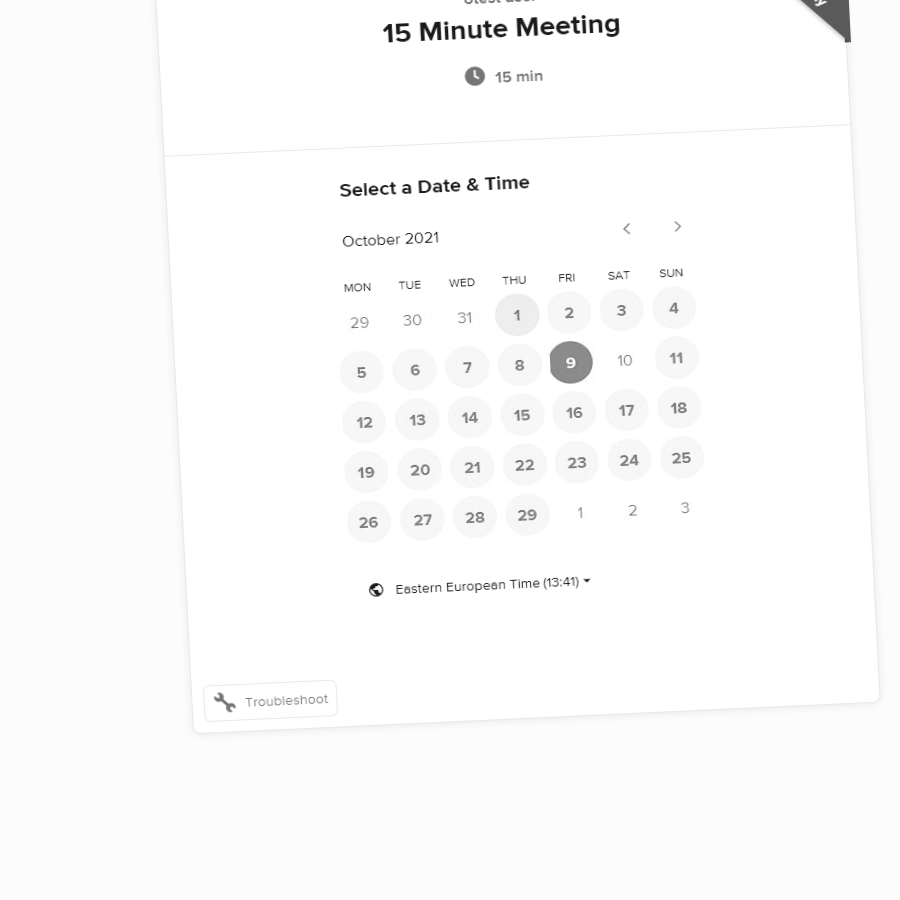 15 Minute Meeting
15 min
Select a Date & Time
October 2021
MON TUE WED THU FRI SAT SUN
29 30 31 1 2 3 4
5 6 7 8 9 10 11
12 13 14 15 16 17 18
19 20 21 22 23 24 25
26 27 28 29 1 2 3
Eastern European Time (13:41)
Troubleshoot